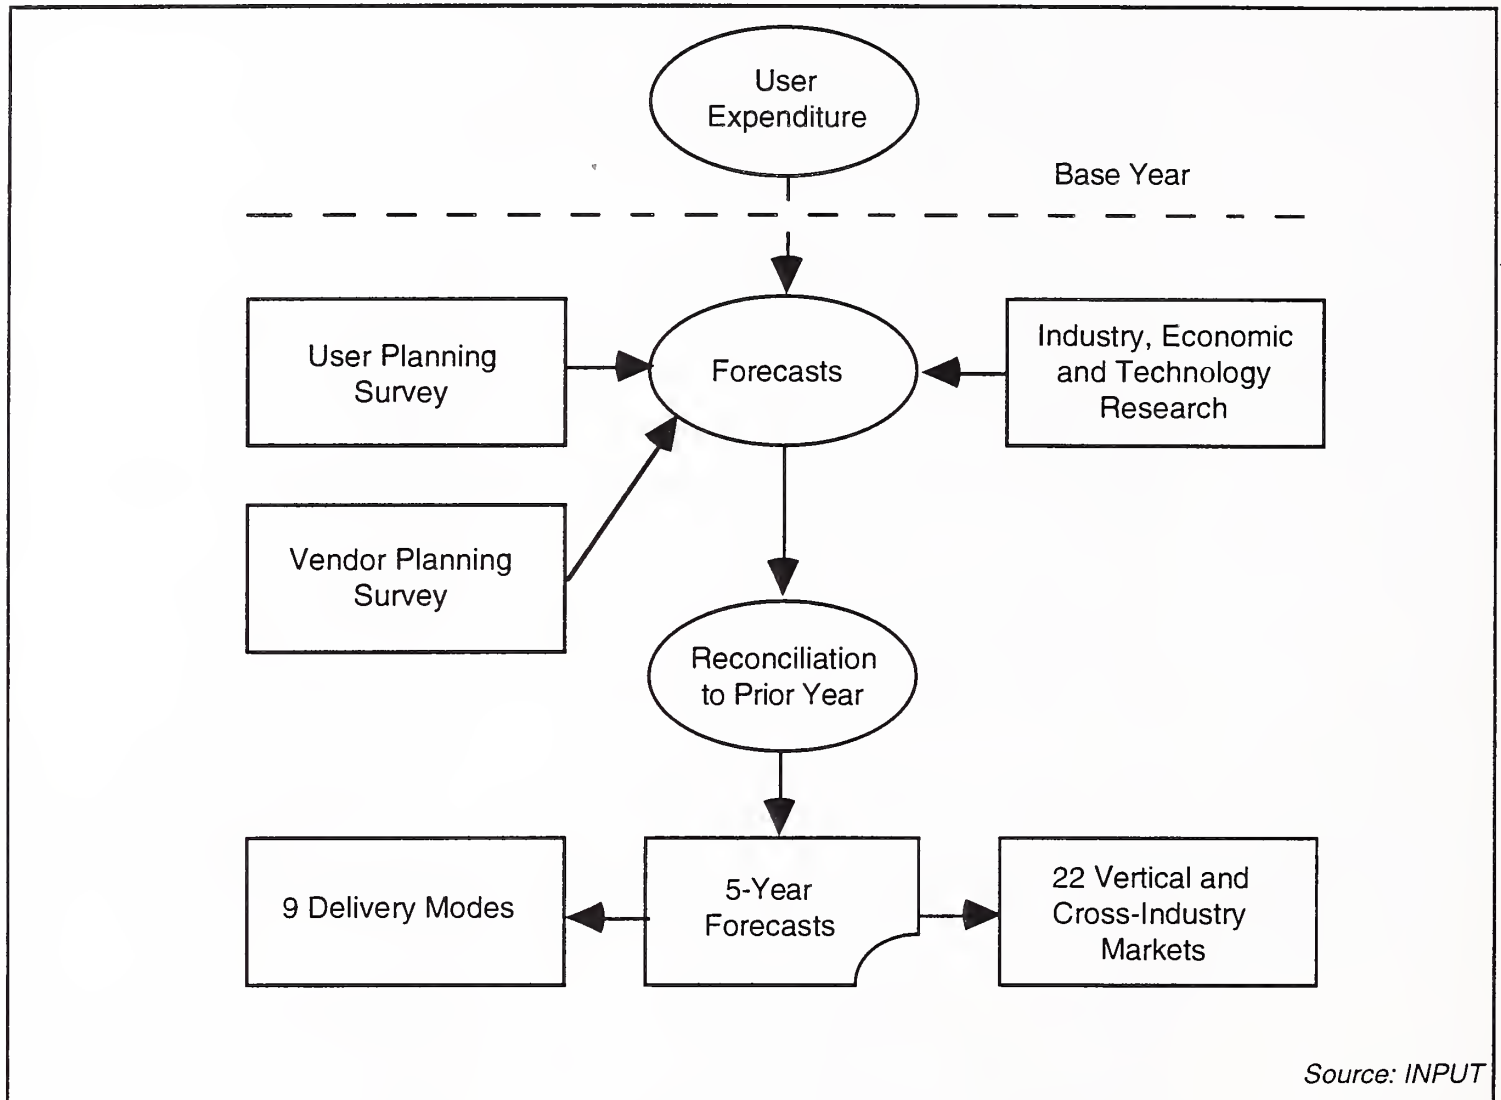 User
Expenditure
Base Year
User Planning
Survey
Forecasts
Industry, Economic
and Technology
Research
Vendor Planning
Survey
Reconciliation
to Prior Year
9 Delivery Modes
5-Year
Forecasts
22 Vertical and
Cross-Industry
Markets
Source: INPUT